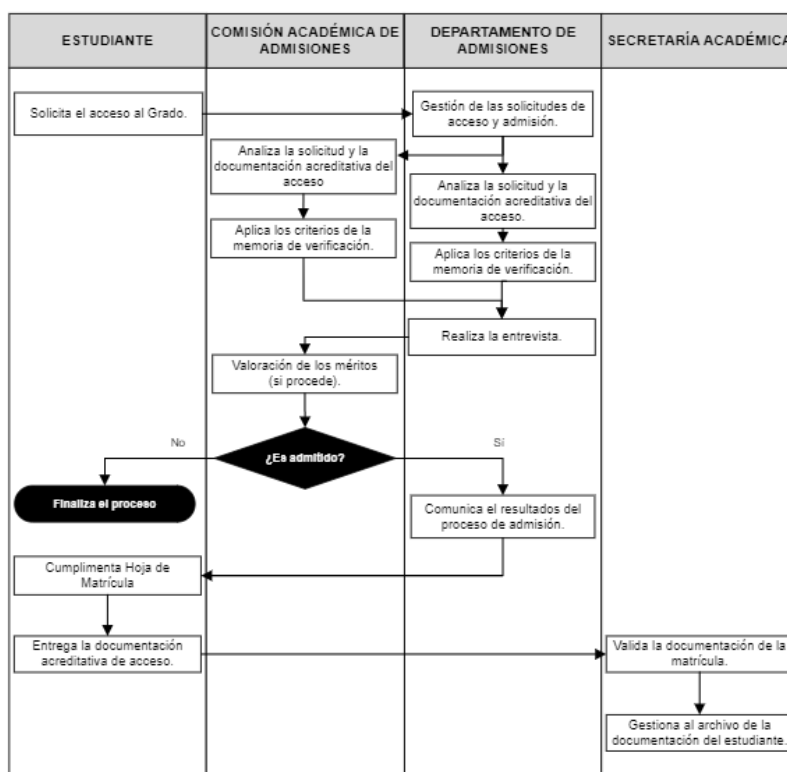 ESTUDIANTE
COMISIÓN ACADÉMICA DE
ADMISIONES
DEPARTAMENTO DE
ADMISIONES
SECRETARÍA ACADÉMICA
Solicita el acceso al Grado.
Gestión de las solicitudes de
acceso y admisión.
Analiza la solicitud y la
documentación acreditativa del
acceso
Analiza la solicitud y la
documentación acreditativa del
acceso.
Aplica los criterios de la
memoria de verificación.
Aplica los criterios de la
memoria de verificación.
Realiza la entrevista.
Valoración de los méritos
(si procede).
¿Es admitido?
No
Sí
Finaliza el proceso
Comunica el resultados del
proceso de admisión.
Cumplimenta Hoja de
Matrícula
Entrega la documentación
acreditativa de acceso.
Valida la documentación de la
matrícula.
Gestiona al archivo de la
documentación del estudiante.